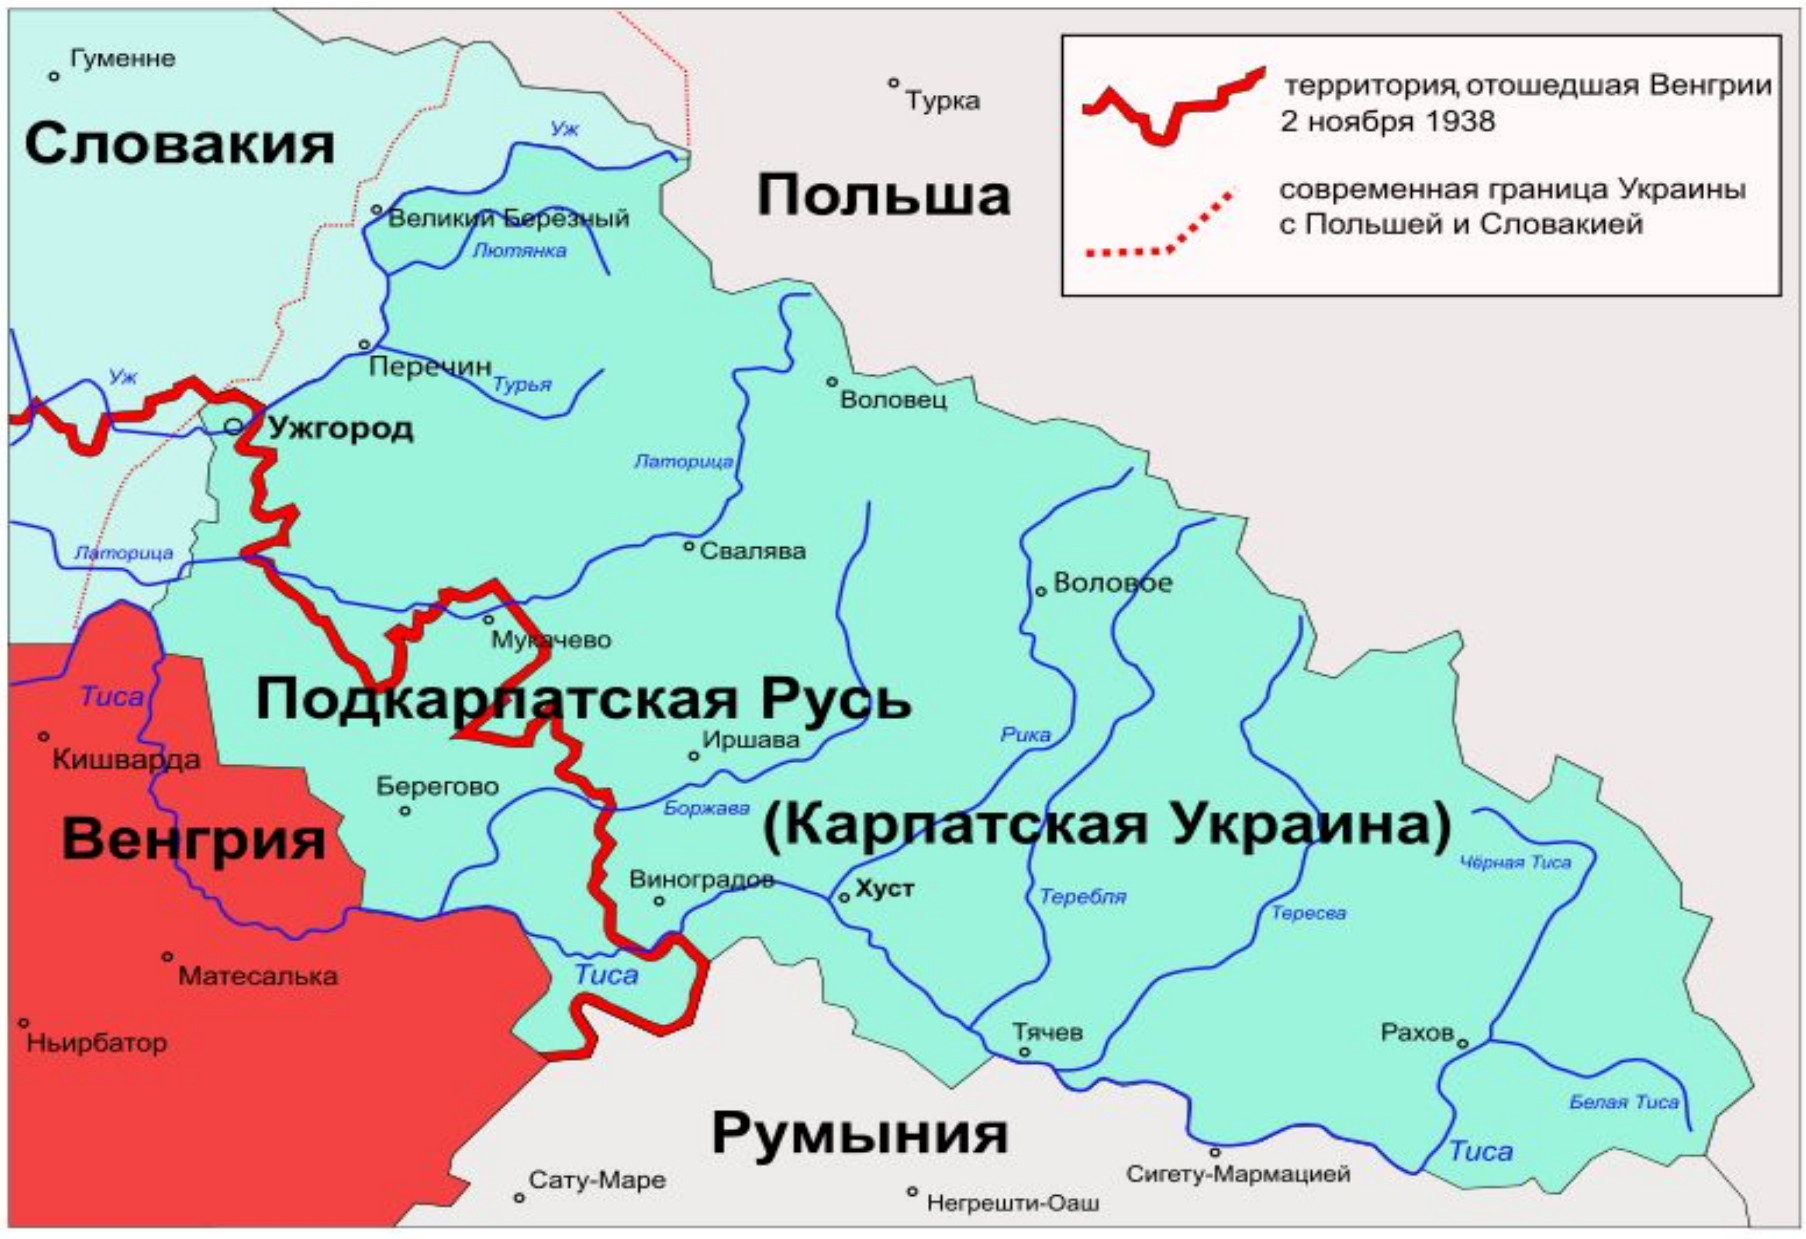 Гуменне
Словакия
Турка
Польша
территория, отошедшая Венгрии
2 ноября 1938
современная граница Украины
с Польшей и Словакией
Уж
Великий Берёзный
Лютянка
Перечин
Турья
Уж
Ужгород
Воловец
Латорица
Латорица
Свалява
Воловое
Мукачево
Подкарпатская Русь
Тиса
Кишварда
Иршава
Рика
Берегово
Боржава
(Карпатская Украина)
Венгрия
Чёрная Тиса
Виноградов
Хуст
Теребля
Тересва
Матесалька
Тиса
Ньирбатор
Тячев
Рахов
Белая Тиса
Румыния
Тиса
Сату-Маре
Сигету-Мармацией
Негрешти-Оаш